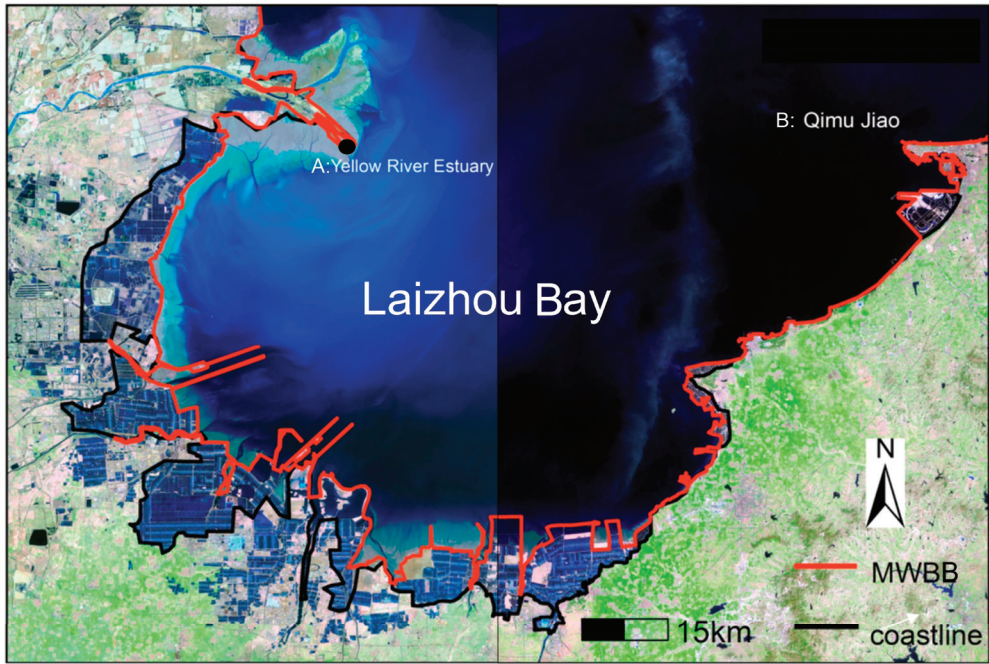 B: Qimu Jiao
A:Yellow River Estuary
Laizhou Bay
N
MWBB
15km
coastline